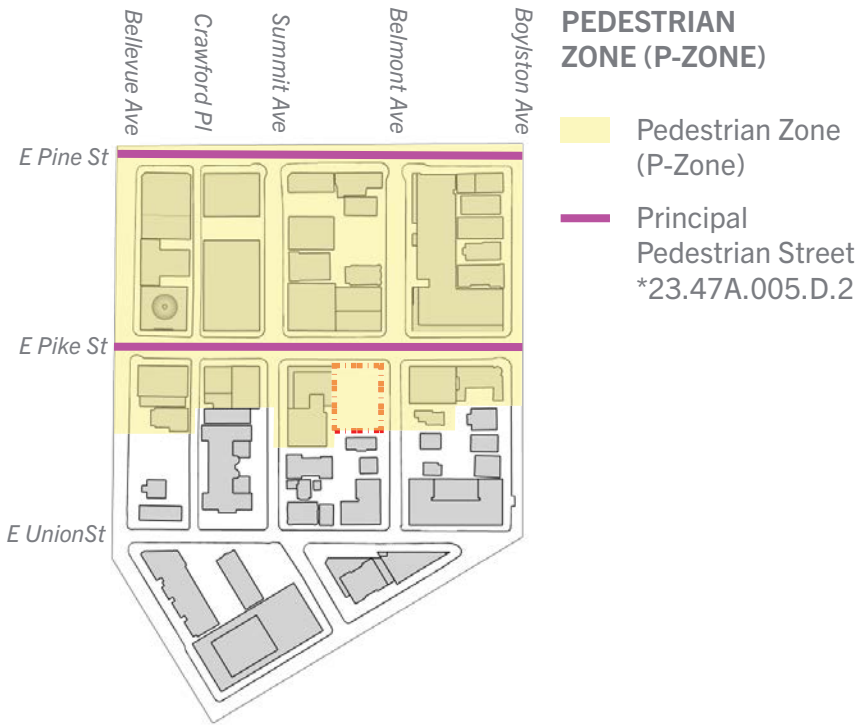 Bellevue Ave
Crawford Pl
Summit Ave
Belmont Ave
Boylston Ave
E Pine St
E Pike St
E UnionSt
PEDESTRIAN
ZONE (P-ZONE)
Pedestrian Zone
(P-Zone)
Principal
Pedestrian Street
*23.47A.005.D.2